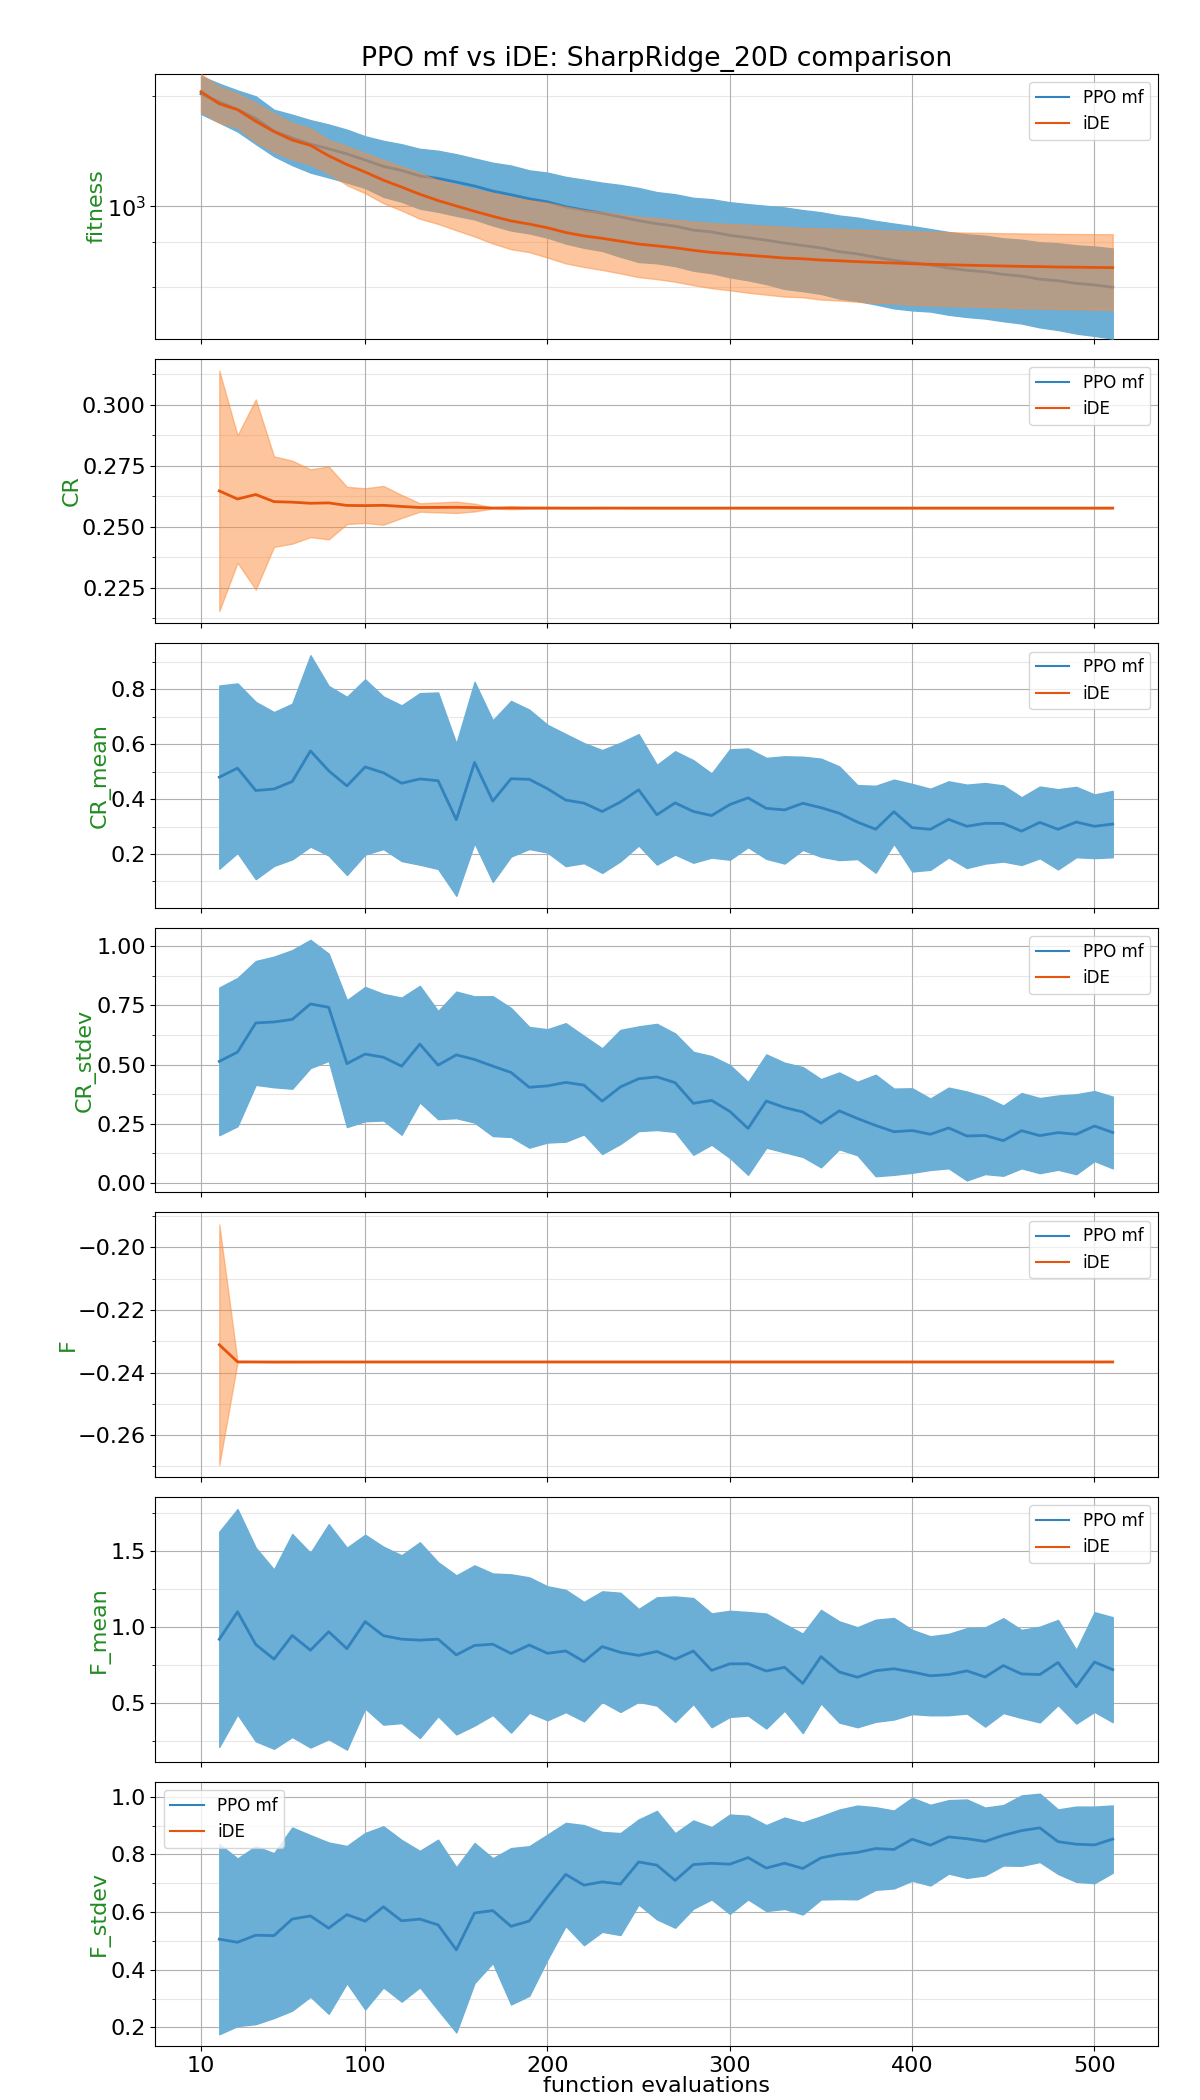 PPO mf vs iDE: SharpRidge_20D comparison
fitness
10³
PPO mf
iDE
CR
0.300
0.275
0.250
0.225
PPO mf
iDE
CR_mean
0.8
0.6
0.4
0.2
PPO mf
iDE
CR_stdev
1.00
0.75
0.50
0.25
0.00
PPO mf
iDE
F
−0.20
−0.22
−0.24
−0.26
PPO mf
iDE
F_mean
1.5
1.0
0.5
PPO mf
iDE
F_stdev
1.0
0.8
0.6
0.4
0.2
PPO mf
iDE
10 100 200 300 400 500
function evaluations